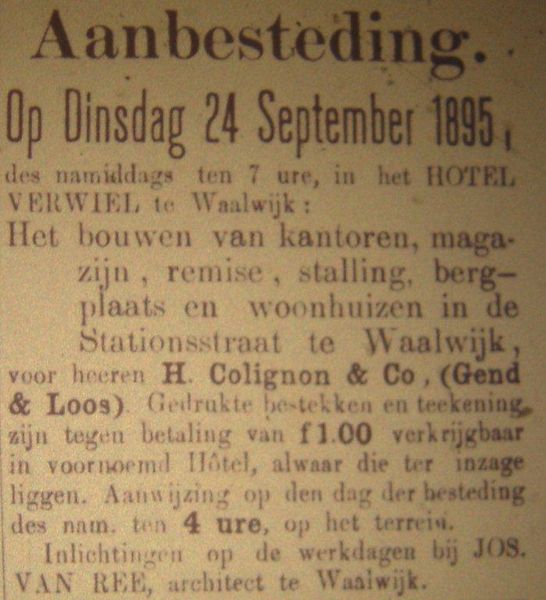 Aanbesteding.
Op Dinsdag 24 September 1895,
des namiddags ten 7 ure, in het HOTEL
VERWIEL te Waalwijk:
Het bouwen van kantoren, maga-
zijn, remise, stalling, berg-
plaats en woonhuizen in de
Stationsstraat te Waalwijk,
voor heeren H. Colignon & Co, (Gend
& Loos). Gedrukte bestekken en teekening
zijn tegen betaling van f1.00 verkrijgbaar
in voornoemd Hôtel, alwaar die ter inzage
liggen. Aanwijzing op den dag der besteding
des nam. ten 4 ure, op het terrein.
Inlichtingen op de werkdagen bij JOS.
VAN REE, architect te Waalwijk.